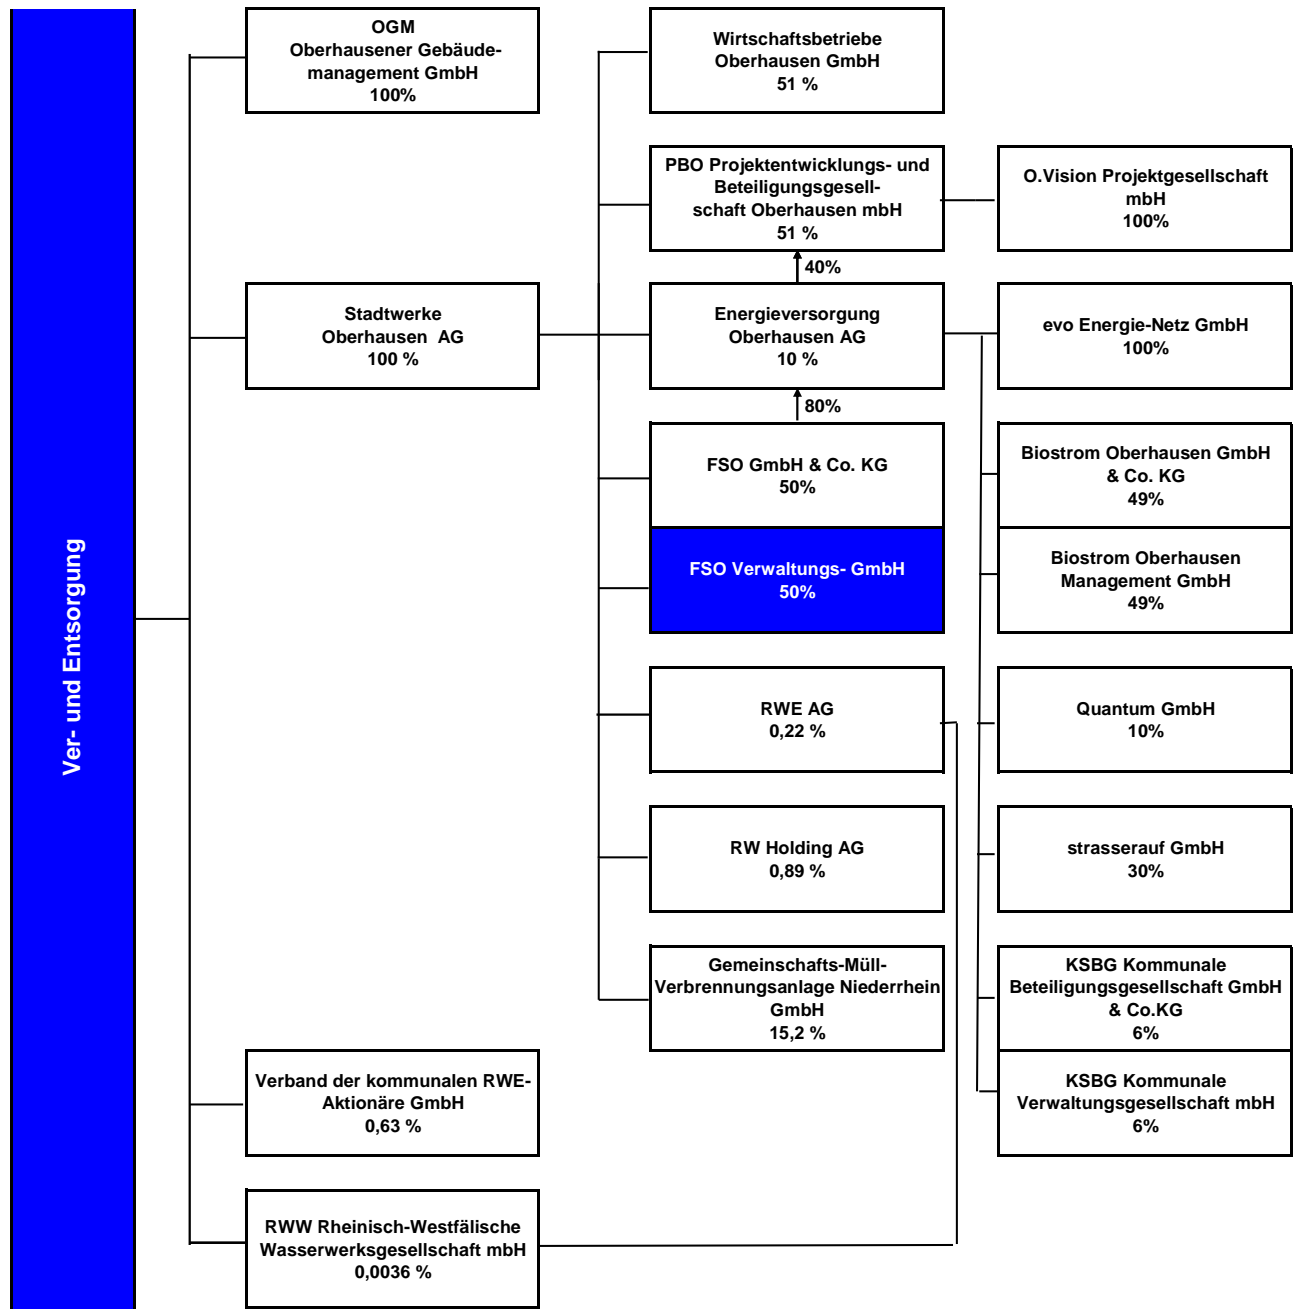 Ver- und Entsorgung
OGM
Oberhausener Gebäude-
management GmbH
100%
Stadtwerke
Oberhausen AG
100 %
Verband der kommunalen RWE-
Aktionäre GmbH
0,63 %
RWW Rheinisch-Westfälische
Wasserwerksgesellschaft mbH
0,0036 %
Wirtschaftsbetriebe
Oberhausen GmbH
51 %
PBO Projektentwicklungs- und
Beteiligungsgesell-
schaft Oberhausen mbH
51 %
40%
Energieversorgung
Oberhausen AG
10 %
80%
FSO GmbH & Co. KG
50%
FSO Verwaltungs- GmbH
50%
RWE AG
0,22 %
RW Holding AG
0,89 %
Gemeinschafts-Müll-
Verbrennungsanlage Niederrhein
GmbH
15,2 %
O.Vision Projektgesellschaft
mbH
100%
evo Energie-Netz GmbH
100%
Biostrom Oberhausen GmbH
& Co. KG
49%
Biostrom Oberhausen
Management GmbH
49%
Quantum GmbH
10%
strasserauf GmbH
30%
KSBG Kommunale
Beteiligungsgesellschaft GmbH
& Co.KG
6%
KSBG Kommunale
Verwaltungsgesellschaft mbH
6%